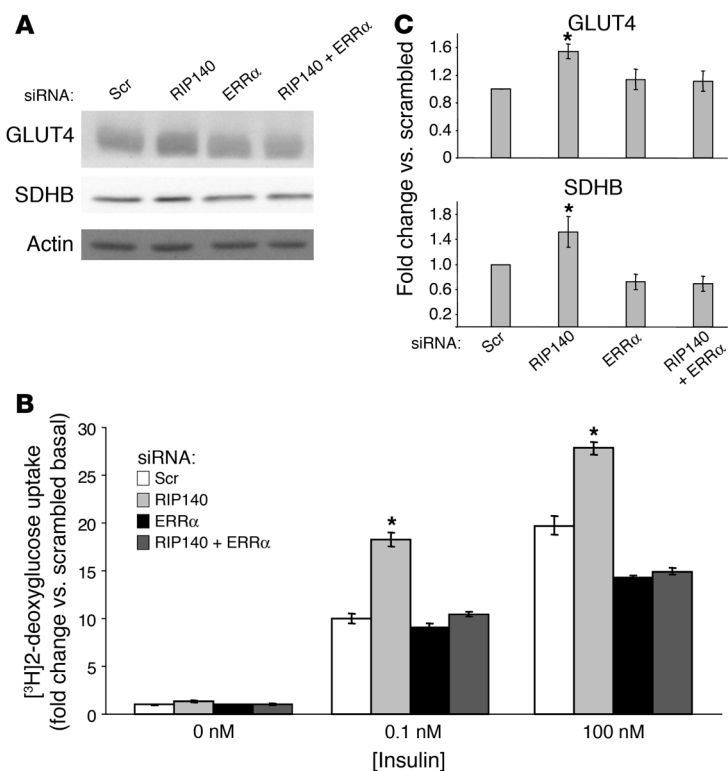 A
siRNA:
Scr
RIP140
ERRα
RIP140 + ERRα
GLUT4
SDHB
Actin
C
GLUT4
*
1.6
1.2
0.8
0.4
0
SDHB
*
1.8
1.4
1.0
0.6
0.2
Fold change vs. scrambled
siRNA:
Scr
RIP140
ERRα
RIP140
+ ERRα
B
[³H]2-deoxyglucose uptake
(fold change vs. scrambled basal)
30
25
20
15
10
5
0
siRNA:
Scr
RIP140
ERRα
RIP140 + ERRα
*
*
0 nM
0.1 nM
100 nM
[Insulin]